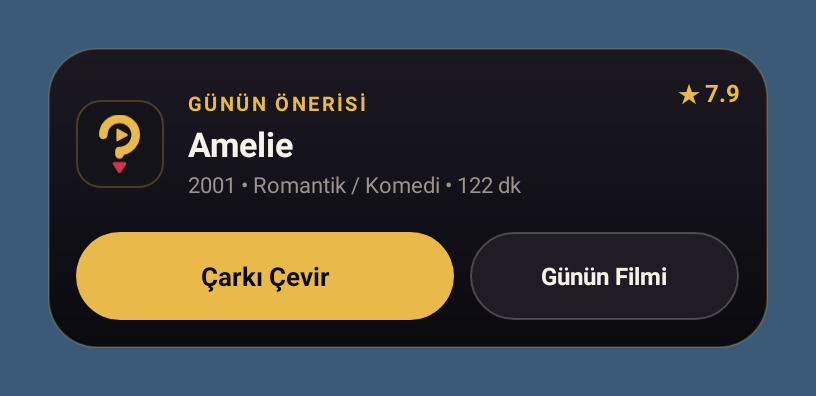 GÜNÜN ÖNERİSİ
★ 7.9
Amelie
2001 • Romantik / Komedi • 122 dk
Çarkı Çevir
Günün Filmi